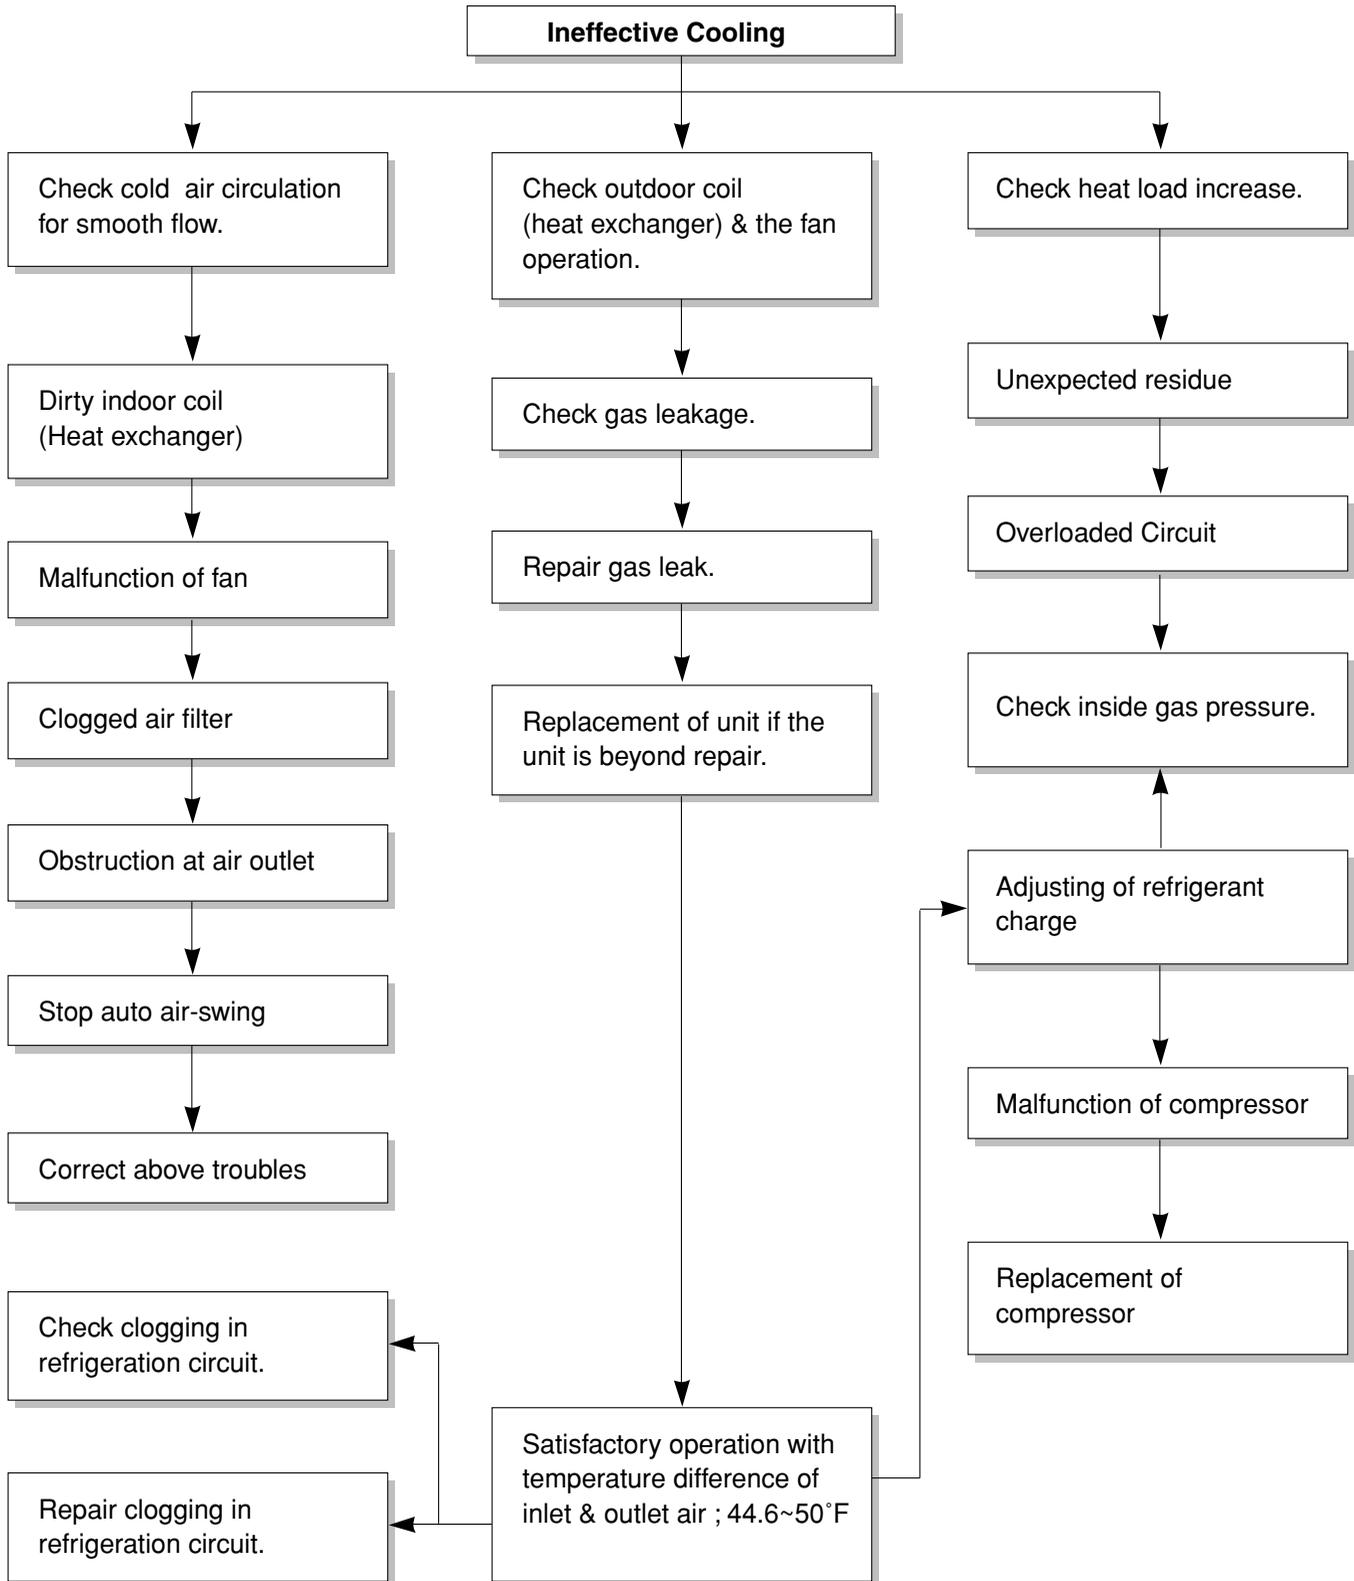 Ineffective Cooling
Check cold air circulation
for smooth flow.
Dirty indoor coil
(Heat exchanger)
Malfunction of fan
Clogged air filter
Obstruction at air outlet
Stop auto air-swing
Correct above troubles
Check clogging in
refrigeration circuit.
Repair clogging in
refrigeration circuit.
Check outdoor coil
(heat exchanger) & the fan
operation.
Check gas leakage.
Repair gas leak.
Replacement of unit if the
unit is beyond repair.
Satisfactory operation with
temperature difference of
inlet & outlet air ; 44.6~50˚F
Check heat load increase.
Unexpected residue
Overloaded Circuit
Check inside gas pressure.
Adjusting of refrigerant
charge
Malfunction of compressor
Replacement of
compressor